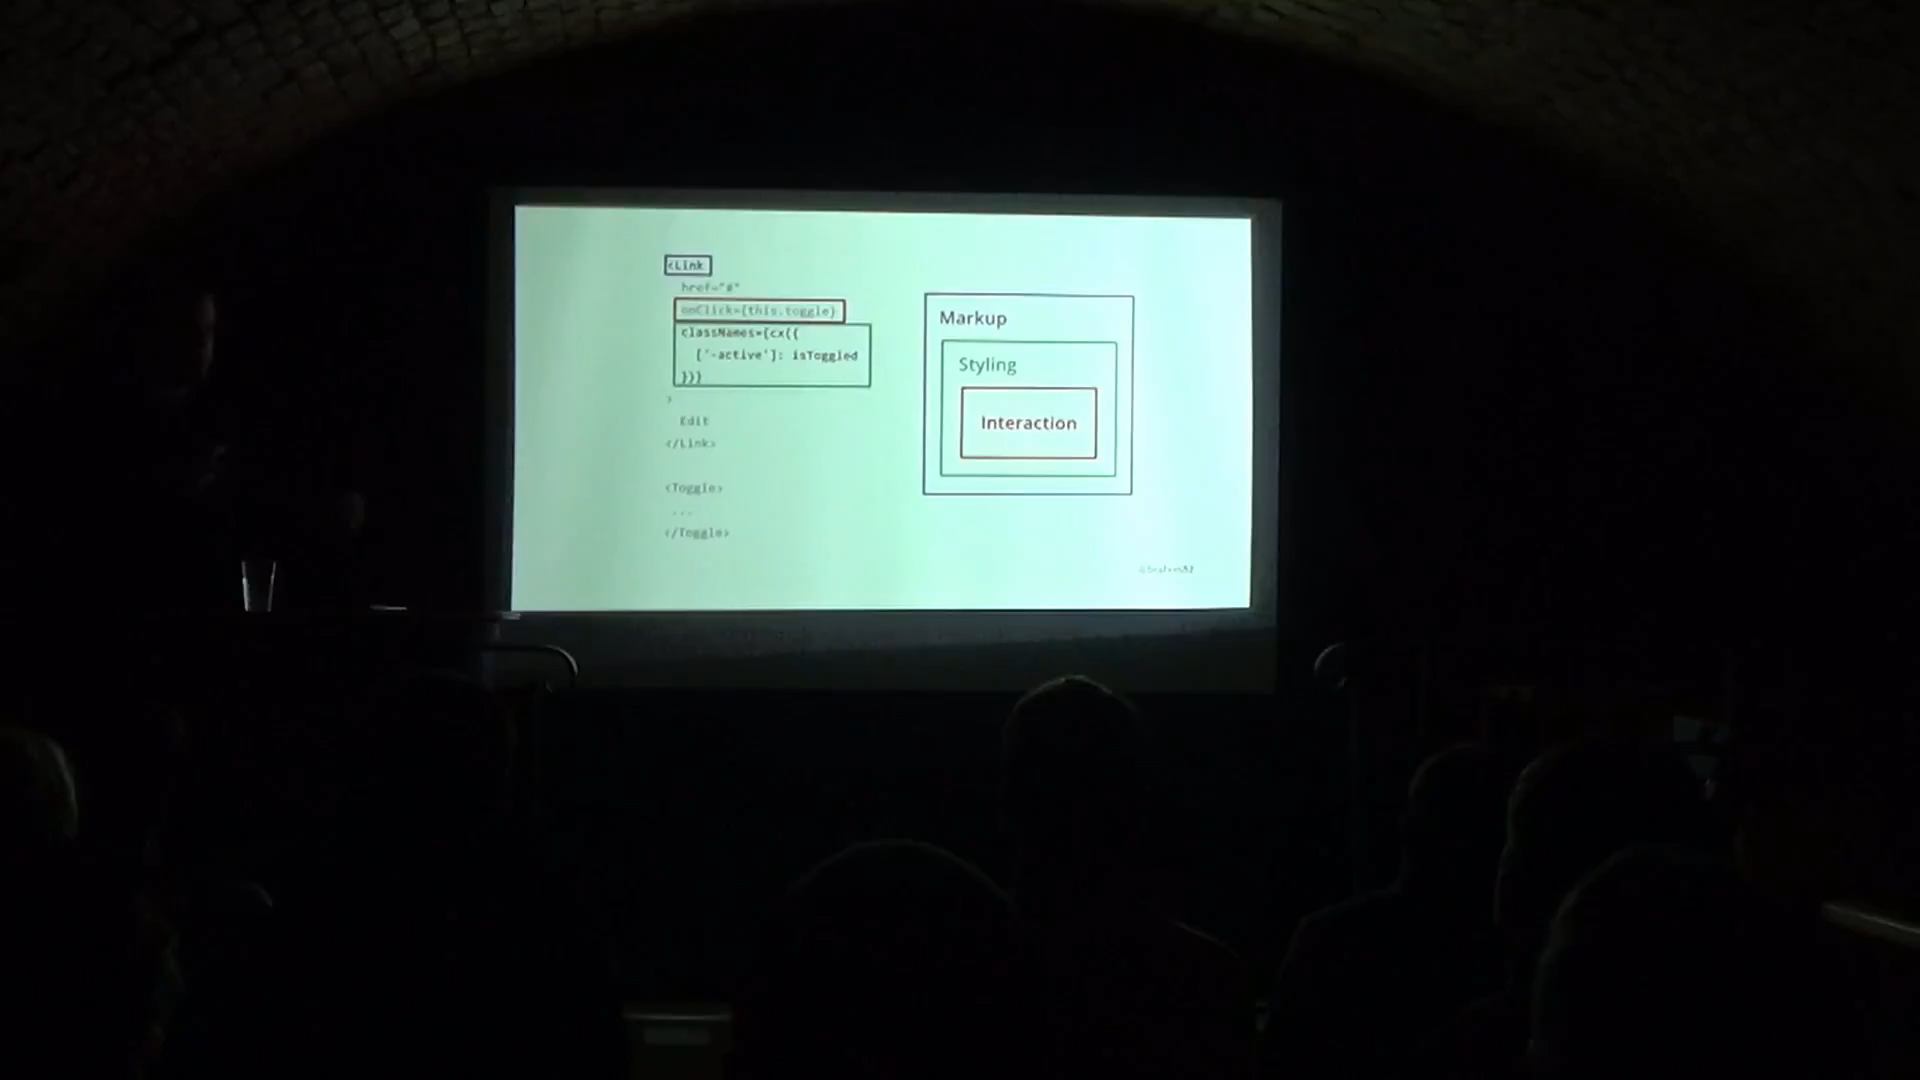 <Link
href="#"
onClick={this.toggle}
classNames={cx({
['-active']: isToggled
})}
>
Edit
</Link>
<Toggle>
...
</Toggle>
Markup
Styling
Interaction